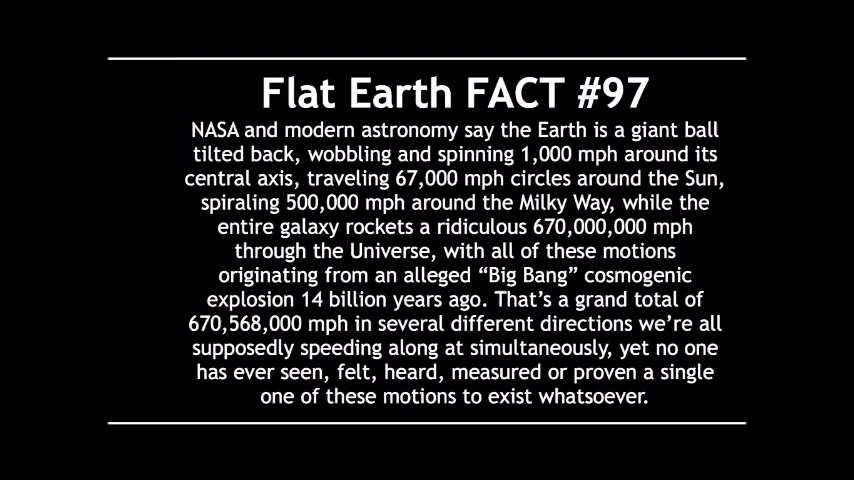 Flat Earth FACT #97
NASA and modern astronomy say the Earth is a giant ball
tilted back, wobbling and spinning 1,000 mph around its
central axis, traveling 67,000 mph circles around the Sun,
spiraling 500,000 mph around the Milky Way, while the
entire galaxy rockets a ridiculous 670,000,000 mph
through the Universe, with all of these motions
originating from an alleged “Big Bang” cosmogenic
explosion 14 billion years ago. That’s a grand total of
670,568,000 mph in several different directions we’re all
supposedly speeding along at simultaneously, yet no one
has ever seen, felt, heard, measured or proven a single
one of these motions to exist whatsoever.